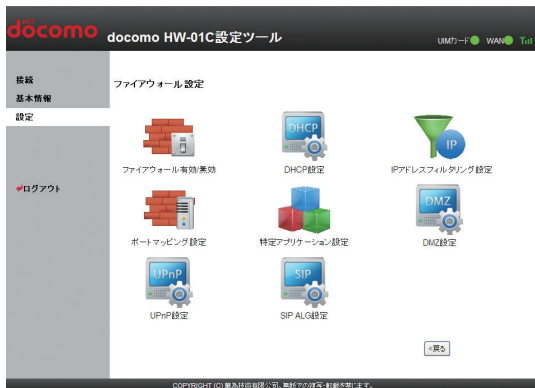 NTT
döcomo
docomo HW-01C設定ツール
UIMカード WAN
接続
基本情報
設定
ログアウト
ファイアウォール 設定
DHCP
IP
ファイアウォール有効/無効
DHCP設定
IPアドレスフィルタリング設定
DMZ
ポートマッピング設定
特定アプリケーション設定
DMZ設定
UPnP
SIP
UPnP設定
SIP ALG設定
<戻る
COPYRIGHT (C) 華為技術有限公司。無断での複写・転載を禁じます。